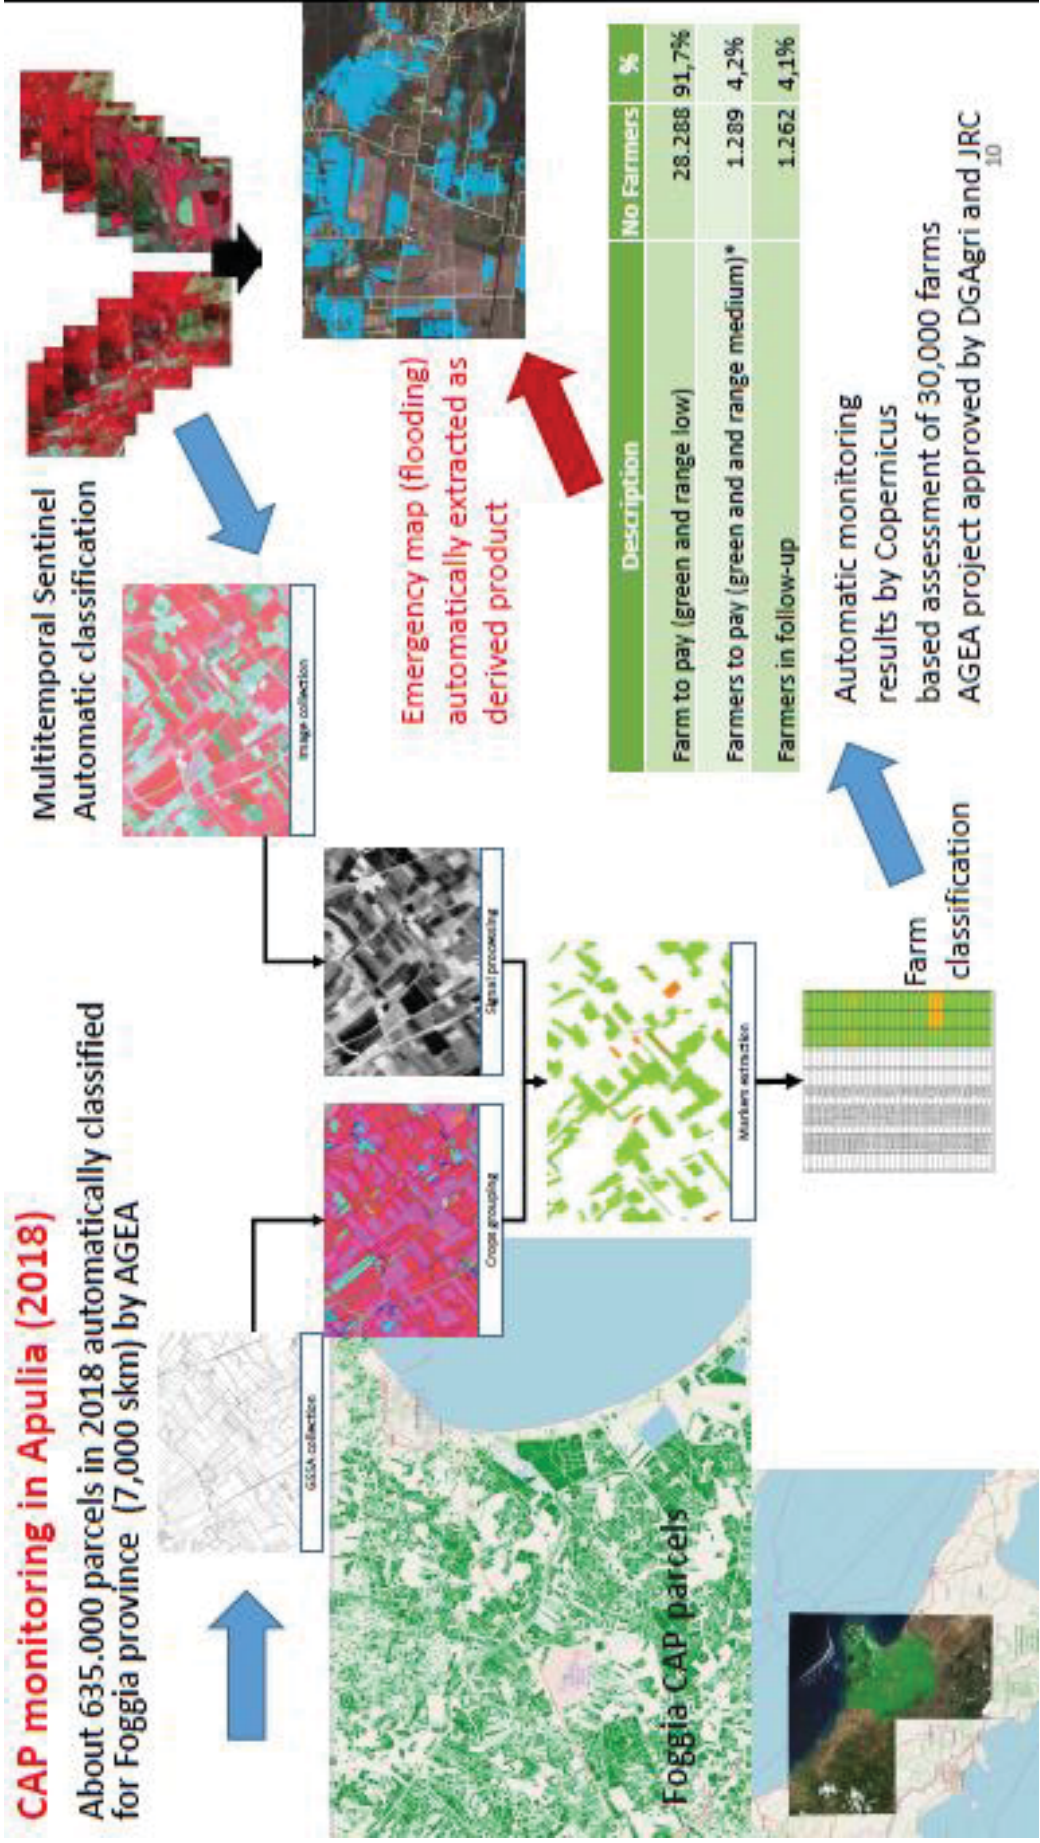 CAP monitoring in Apulia (2018)
About 635.000 parcels in 2018 automatically classified
for Foggia province (7,000 skm) by AGEA
Multitemporal Sentinel
Automatic classification
GSSA collection
Crops grouping
Image collection
Signal processing
Markers extraction
Foggia CAP parcels
Farm
classification
Emergency map (flooding)
automatically extracted as
derived product
Description No Farmers %
Farm to pay (green and range low) 28.288 91,7%
Farmers to pay (green and and range medium)* 1.289 4,2%
Farmers in follow-up 1.262 4,1%
Automatic monitoring
results by Copernicus
based assessment of 30,000 farms
AGEA project approved by DGAgri and JRC
10